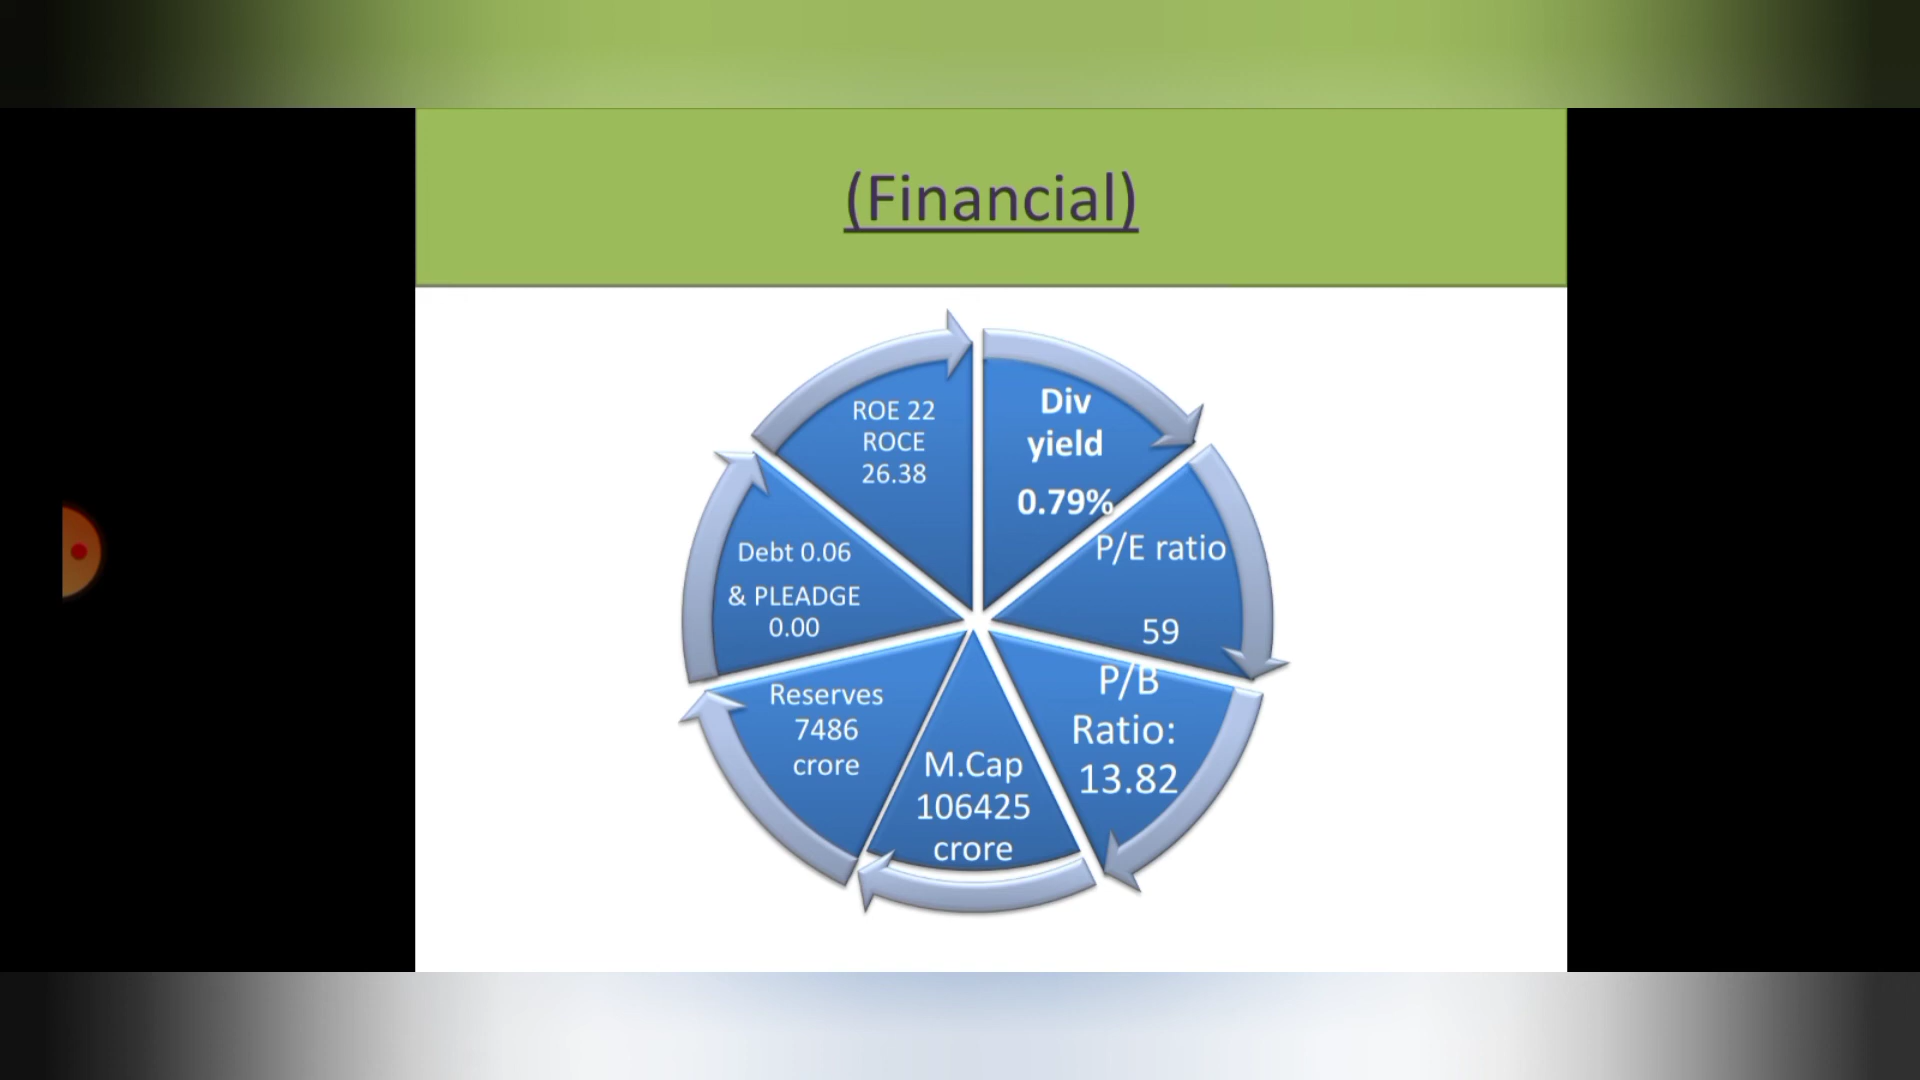 (Financial)
Div
yield
0.79%
P/E ratio
59
P/B
Ratio:
13.82
M.Cap
106425
crore
Reserves
7486
crore
Debt 0.06
& PLEADGE
0.00
ROE 22
ROCE
26.38